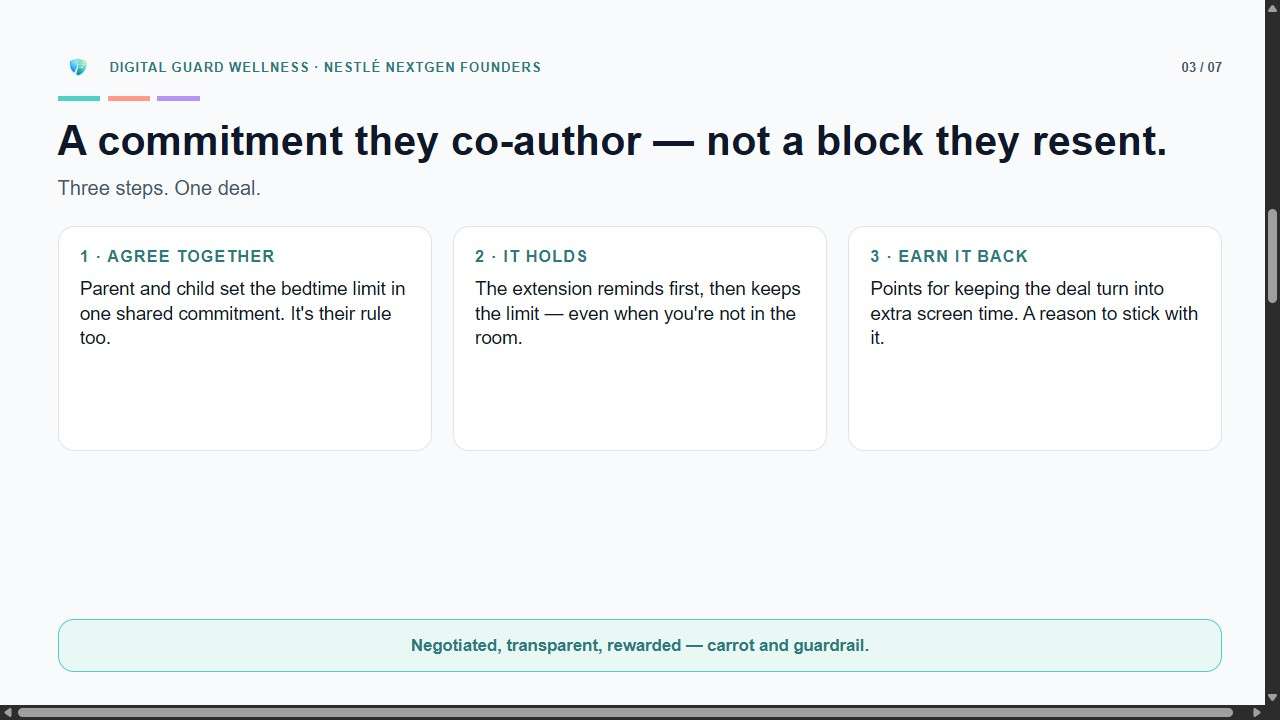 DIGITAL GUARD WELLNESS · NESTLÉ NEXTGEN FOUNDERS
03 / 07
A commitment they co-author — not a block they resent.
Three steps. One deal.
1 · AGREE TOGETHER
Parent and child set the bedtime limit in
one shared commitment. It's their rule
too.
2 · IT HOLDS
The extension reminds first, then keeps
the limit — even when you're not in the
room.
3 · EARN IT BACK
Points for keeping the deal turn into
extra screen time. A reason to stick with
it.
Negotiated, transparent, rewarded — carrot and guardrail.